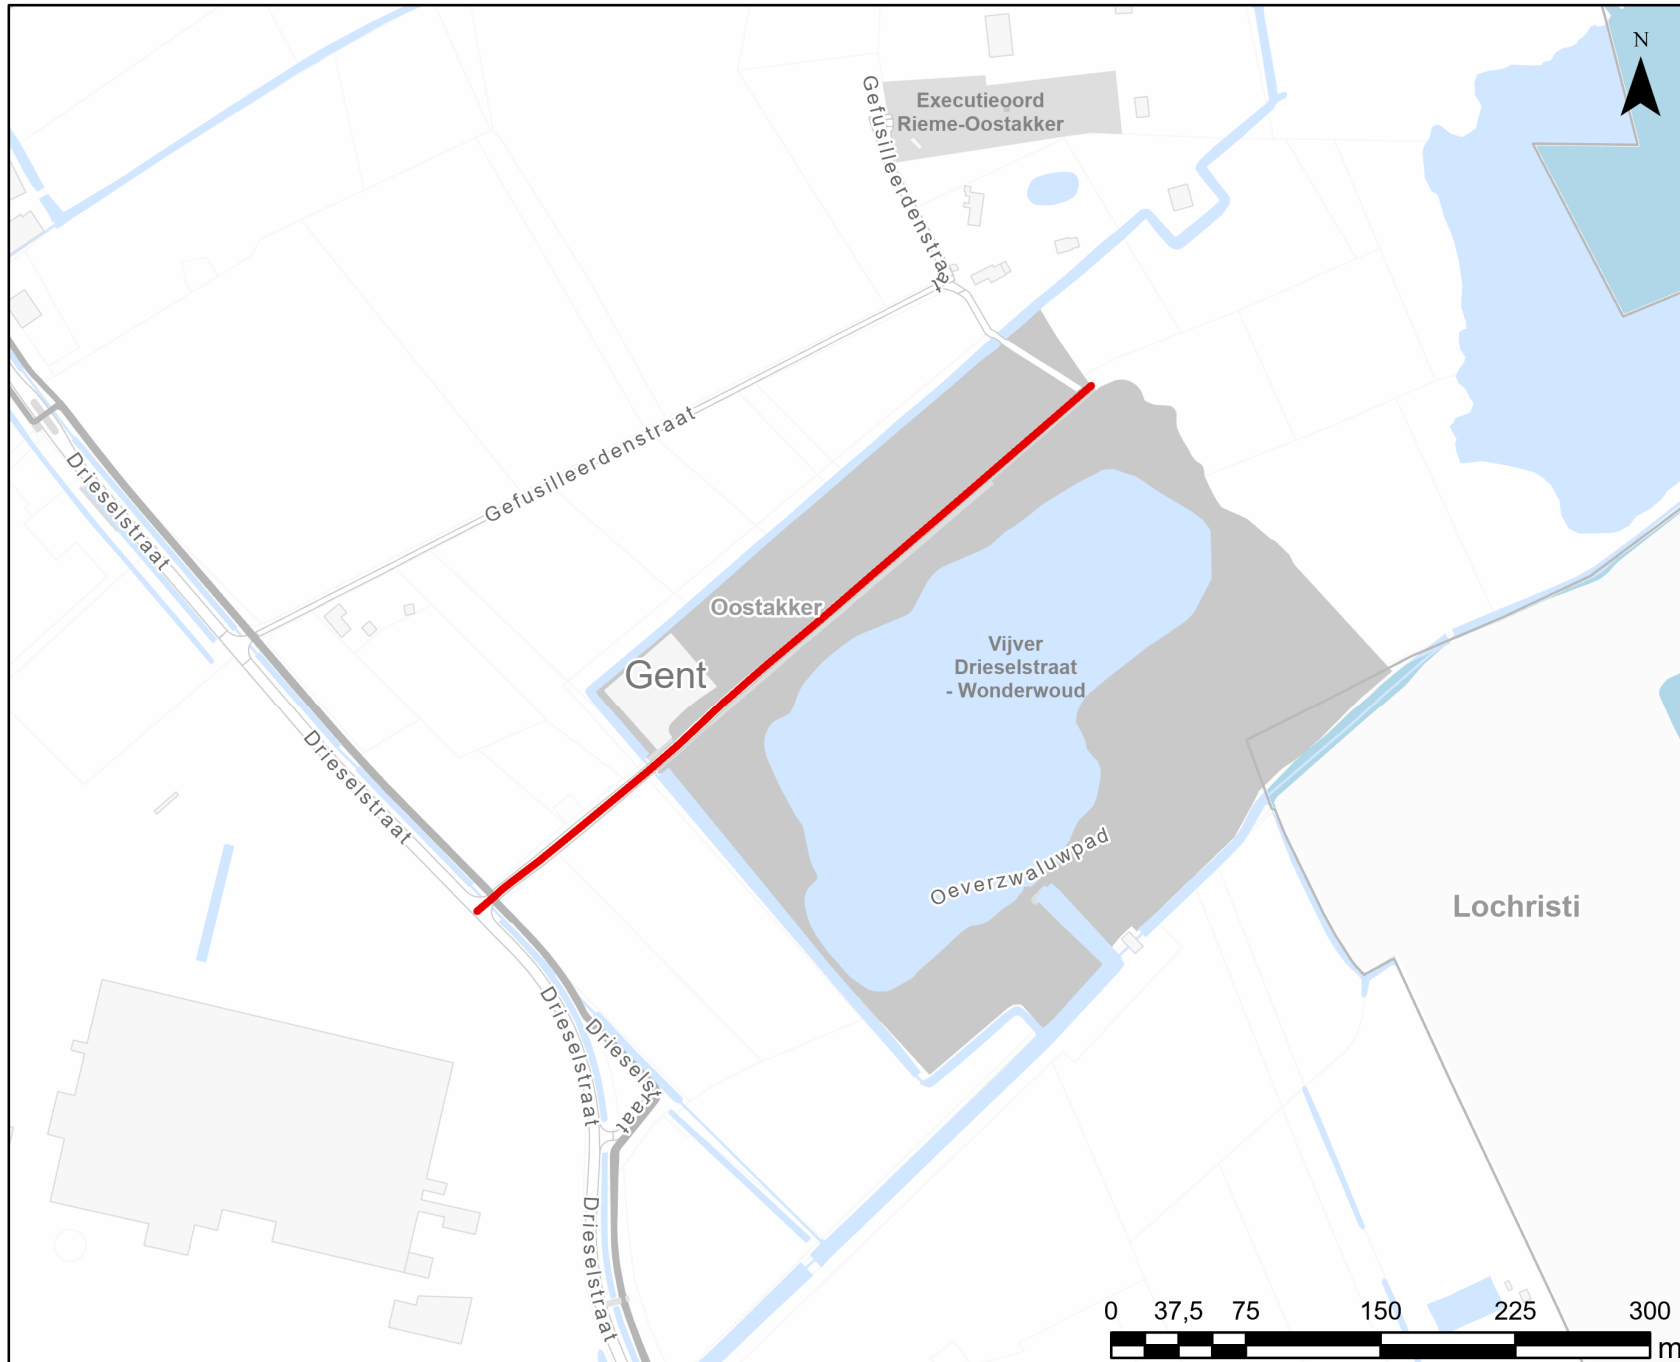 N
Executieoord
Rieme-Oostakker
Gefusilleerdenstraat
Gefusilleerdenstraat
Drieselstraat
Oostakker
Gent
Vijver
Drieselstraat
- Wonderwoud
Drieselstraat
Oeverzwaluwpad
Lochristi
Drieselstraat
Drieselstraat
Drieselstraat
0 37,5 75 150 225 300
m